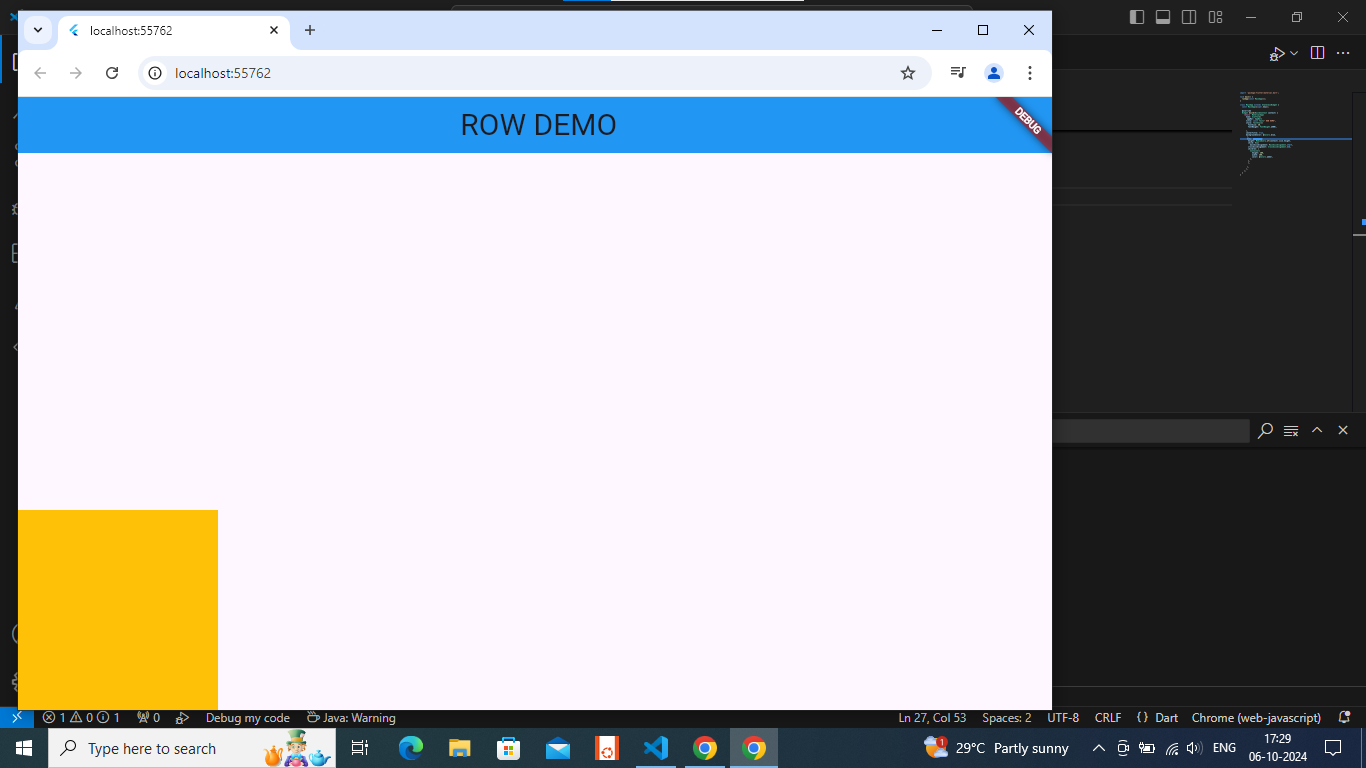 localhost:55762
localhost:55762
ROW DEMO
DEBUG
1 0 1 0 Debug my code Java: Warning Ln 27, Col 53 Spaces: 2 UTF-8 CRLF {} Dart Chrome (web-javascript)
Type here to search 1 29°C Partly sunny ENG 17:29
06-10-2024